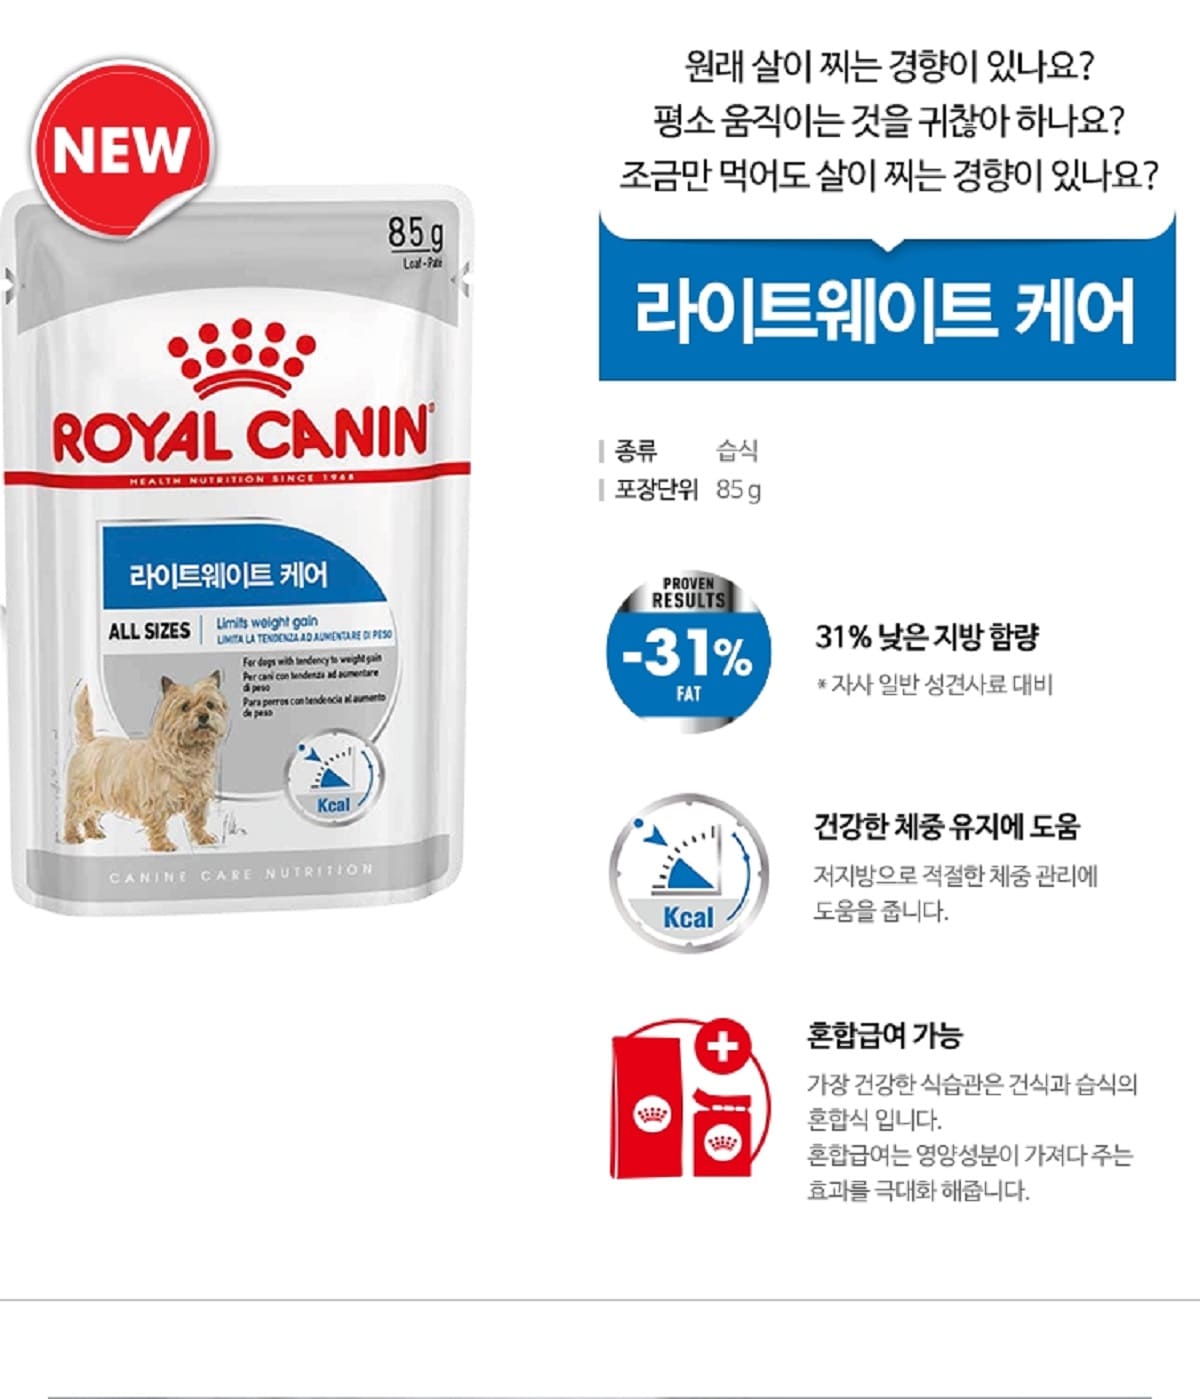 NEW
85g
Loaf-Paté
ROYAL CANIN
HEALTH NUTRITION SINCE 1968
라이트웨이트 케어
ALL SIZES
Limits weight gain
LIMITA LA TENDENZA AD AUMENTARE DI PESO
For dogs with tendency to weight gain
Per cani con tendenza ad aumentare
di peso
Para perros con tendencia al aumento
de peso
Kcal
CANINE CARE NUTRITION
원래 살이 찌는 경향이 있나요?
평소 움직이는 것을 귀찮아 하나요?
조금만 먹어도 살이 찌는 경향이 있나요?
라이트웨이트 케어
종류 습식
포장단위 85g
PROVEN
RESULTS
-31%
FAT
31% 낮은 지방 함량
* 자사 일반 성견사료 대비
Kcal
건강한 체중 유지에 도움
저지방으로 적절한 체중 관리에
도움을 줍니다.
혼합급여 가능
가장 건강한 식습관은 건식과 습식의
혼합식 입니다.
혼합급여는 영양성분이 가져다 주는
효과를 극대화 해줍니다.